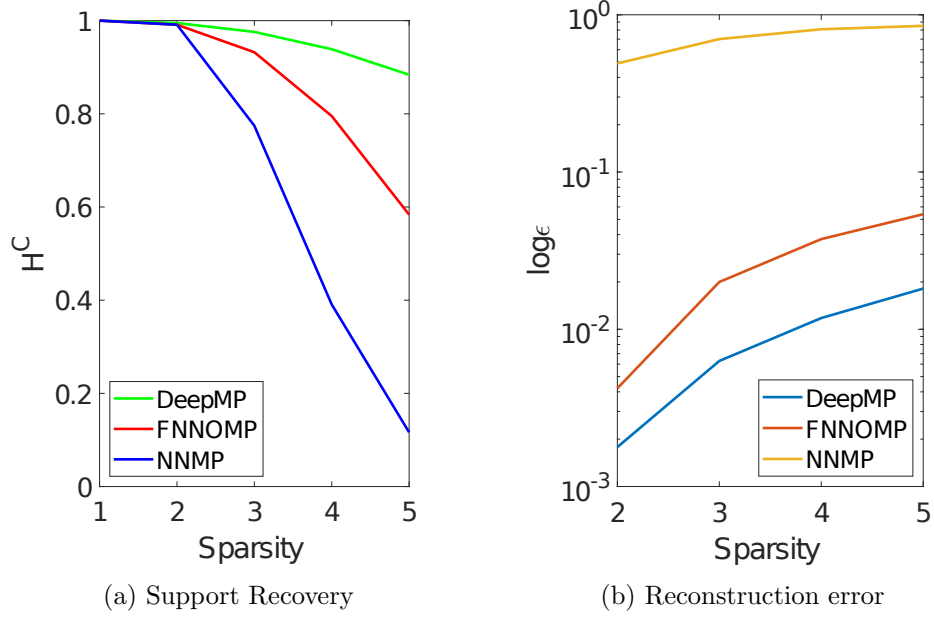 1
0.8
0.6
0.4
0.2
0
H^C
DeepMP
FNNOMP
NNMP
1 2 3 4 5
Sparsity
(a) Support Recovery
10^0
10^-1
10^-2
10^-3
logϵ
DeepMP
FNNOMP
NNMP
2 3 4 5
Sparsity
(b) Reconstruction error